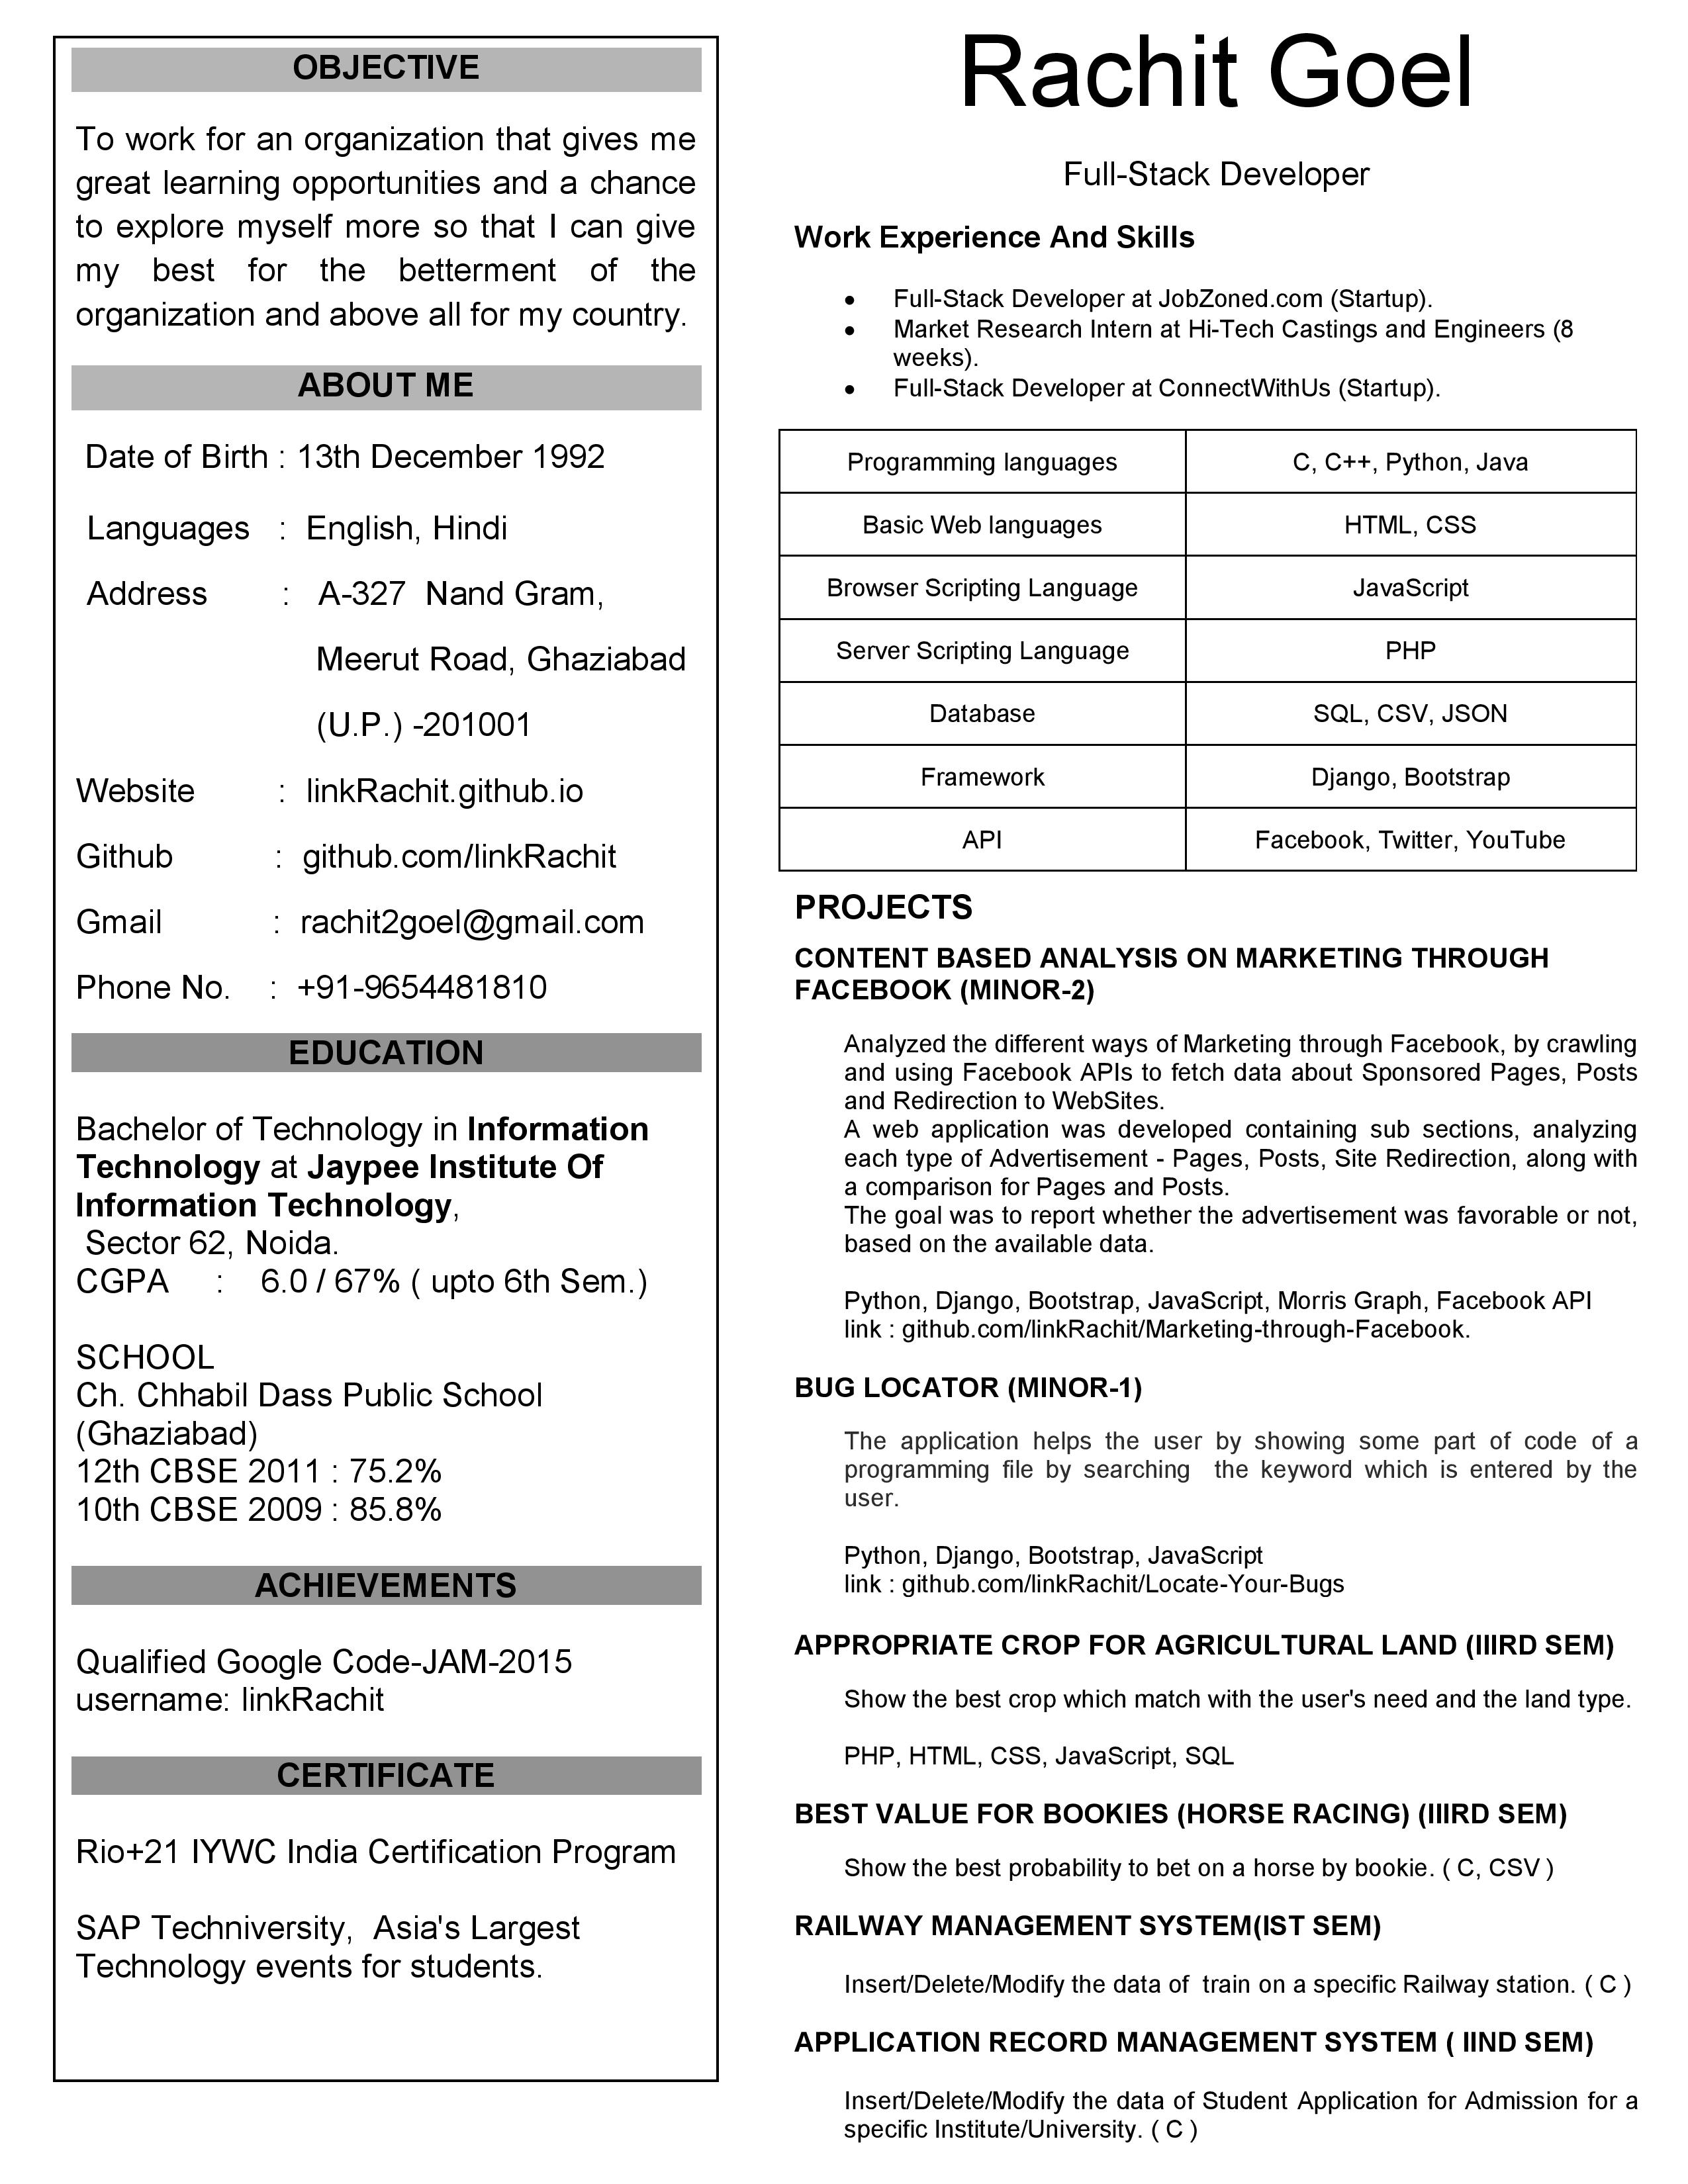 OBJECTIVE
To work for an organization that gives me
great learning opportunities and a chance
to explore myself more so that I can give
my best for the betterment of the
organization and above all for my country.
ABOUT ME
Date of Birth : 13th December 1992
Languages : English, Hindi
Address : A-327 Nand Gram,
Meerut Road, Ghaziabad
(U.P.) -201001
Website : linkRachit.github.io
Github : github.com/linkRachit
Gmail : rachit2goel@gmail.com
Phone No. : +91-9654481810
EDUCATION
Bachelor of Technology in Information
Technology at Jaypee Institute Of
Information Technology,
Sector 62, Noida.
CGPA : 6.0 / 67% ( upto 6th Sem.)
SCHOOL
Ch. Chhabil Dass Public School
(Ghaziabad)
12th CBSE 2011 : 75.2%
10th CBSE 2009 : 85.8%
ACHIEVEMENTS
Qualified Google Code-JAM-2015
username: linkRachit
CERTIFICATE
Rio+21 IYWC India Certification Program
SAP Techniversity, Asia's Largest
Technology events for students.
Rachit Goel
Full-Stack Developer
Work Experience And Skills
• Full-Stack Developer at JobZoned.com (Startup).
• Market Research Intern at Hi-Tech Castings and Engineers (8
weeks).
• Full-Stack Developer at ConnectWithUs (Startup).
Programming languages C, C++, Python, Java
Basic Web languages HTML, CSS
Browser Scripting Language JavaScript
Server Scripting Language PHP
Database SQL, CSV, JSON
Framework Django, Bootstrap
API Facebook, Twitter, YouTube
PROJECTS
CONTENT BASED ANALYSIS ON MARKETING THROUGH
FACEBOOK (MINOR-2)
Analyzed the different ways of Marketing through Facebook, by crawling
and using Facebook APIs to fetch data about Sponsored Pages, Posts
and Redirection to WebSites.
A web application was developed containing sub sections, analyzing
each type of Advertisement - Pages, Posts, Site Redirection, along with
a comparison for Pages and Posts.
The goal was to report whether the advertisement was favorable or not,
based on the available data.
Python, Django, Bootstrap, JavaScript, Morris Graph, Facebook API
link : github.com/linkRachit/Marketing-through-Facebook.
BUG LOCATOR (MINOR-1)
The application helps the user by showing some part of code of a
programming file by searching the keyword which is entered by the
user.
Python, Django, Bootstrap, JavaScript
link : github.com/linkRachit/Locate-Your-Bugs
APPROPRIATE CROP FOR AGRICULTURAL LAND (IIIRD SEM)
Show the best crop which match with the user's need and the land type.
PHP, HTML, CSS, JavaScript, SQL
BEST VALUE FOR BOOKIES (HORSE RACING) (IIIRD SEM)
Show the best probability to bet on a horse by bookie. ( C, CSV )
RAILWAY MANAGEMENT SYSTEM(IST SEM)
Insert/Delete/Modify the data of train on a specific Railway station. ( C )
APPLICATION RECORD MANAGEMENT SYSTEM ( IIND SEM)
Insert/Delete/Modify the data of Student Application for Admission for a
specific Institute/University. ( C )